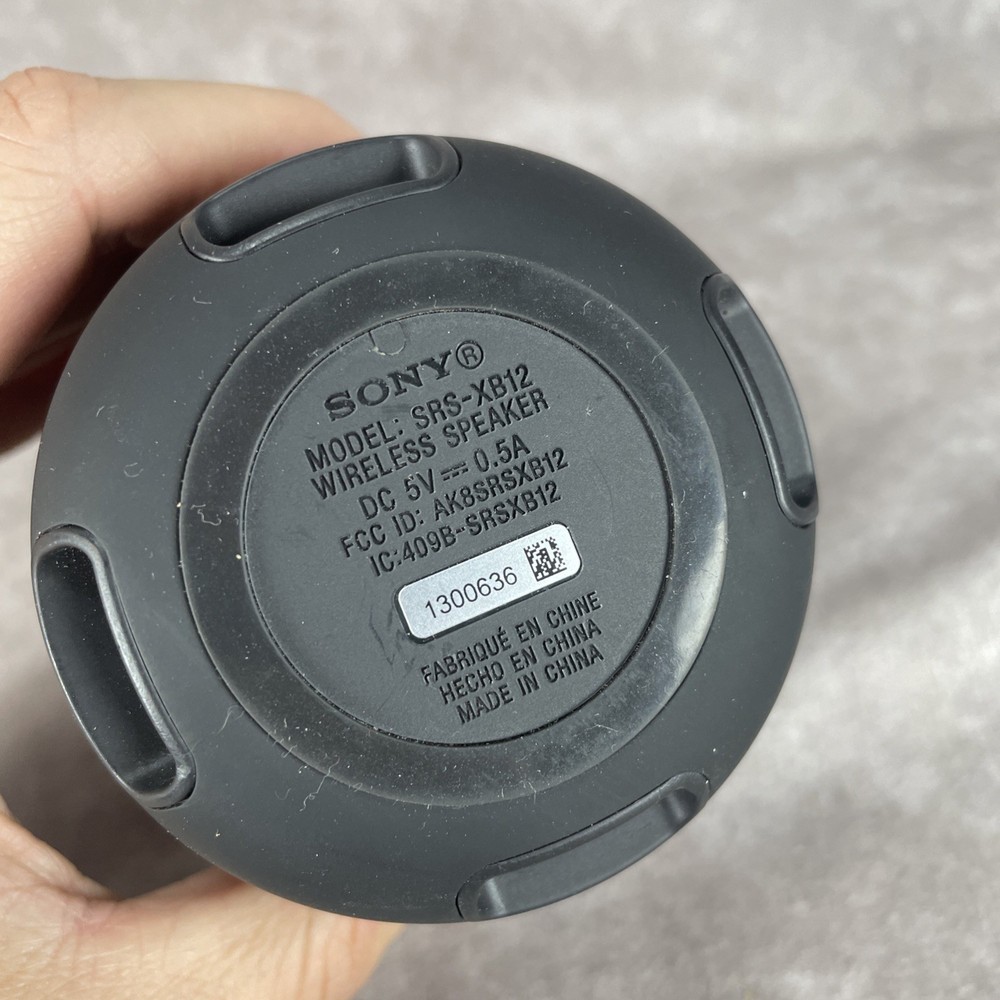 SONY®
MODEL: SRS-XB12
WIRELESS SPEAKER
DC 5V⎓0.5A
FCC ID: AK8SRSXB12
IC:409B-SRSXB12
1300636
FABRIQUÉ EN CHINE
HECHO EN CHINA
MADE IN CHINA